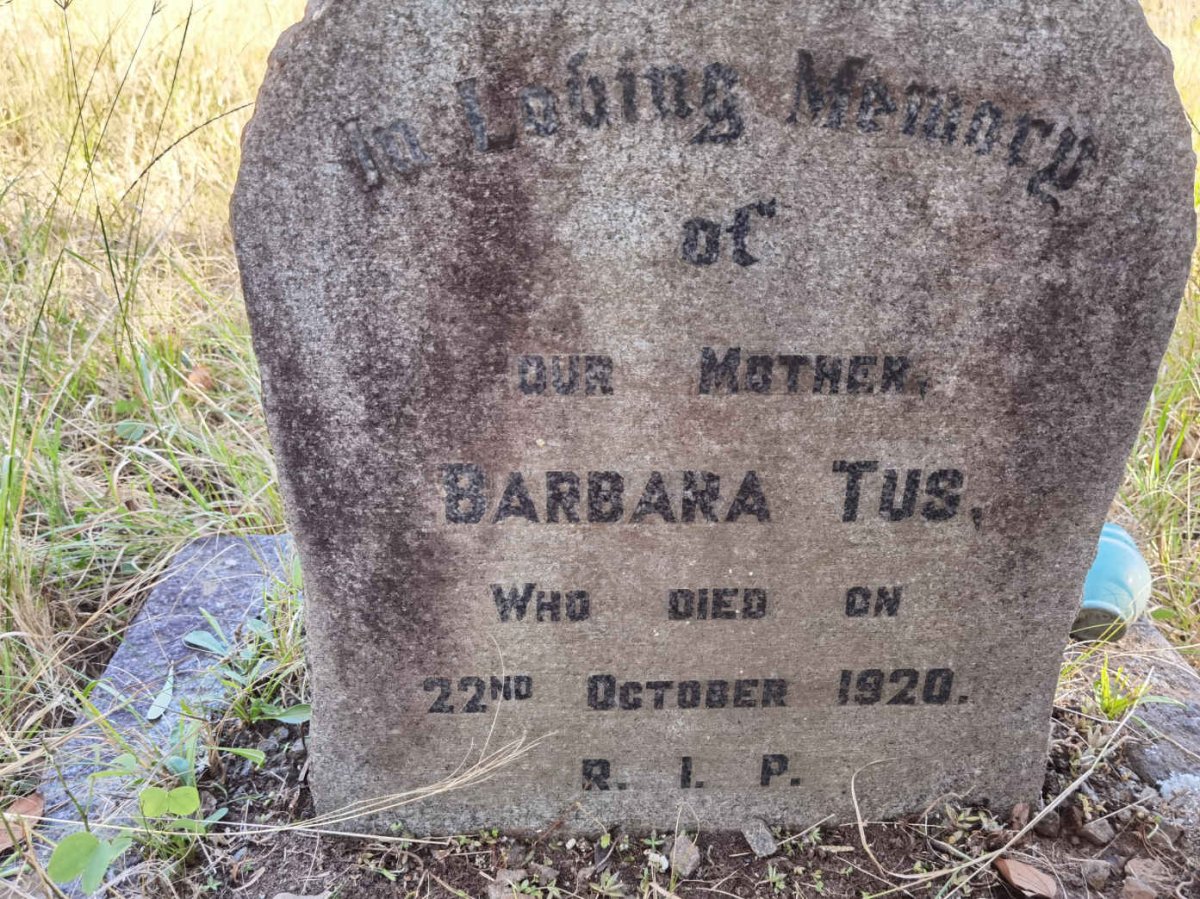 In Loving Memory
of
OUR MOTHER,
BARBARA TUS,
WHO DIED ON
22ND OCTOBER 1920.
R. I. P.